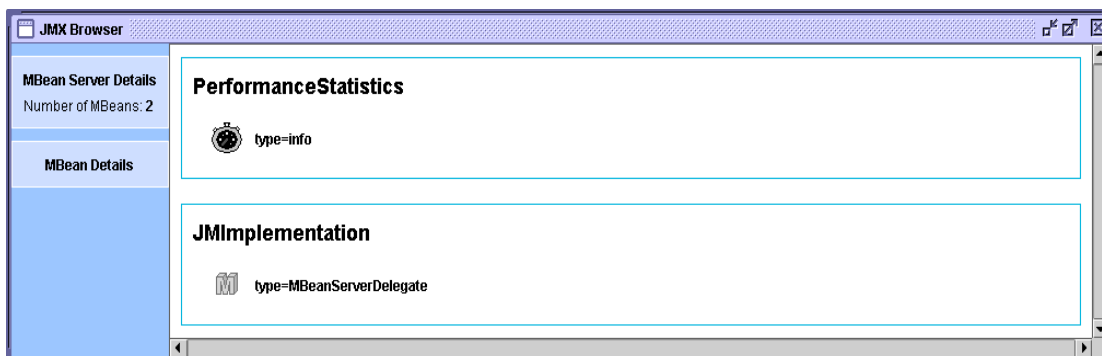 JMX Browser
MBean Server Details
Number of MBeans: 2
MBean Details
PerformanceStatistics
type=info
JMImplementation
type=MBeanServerDelegate